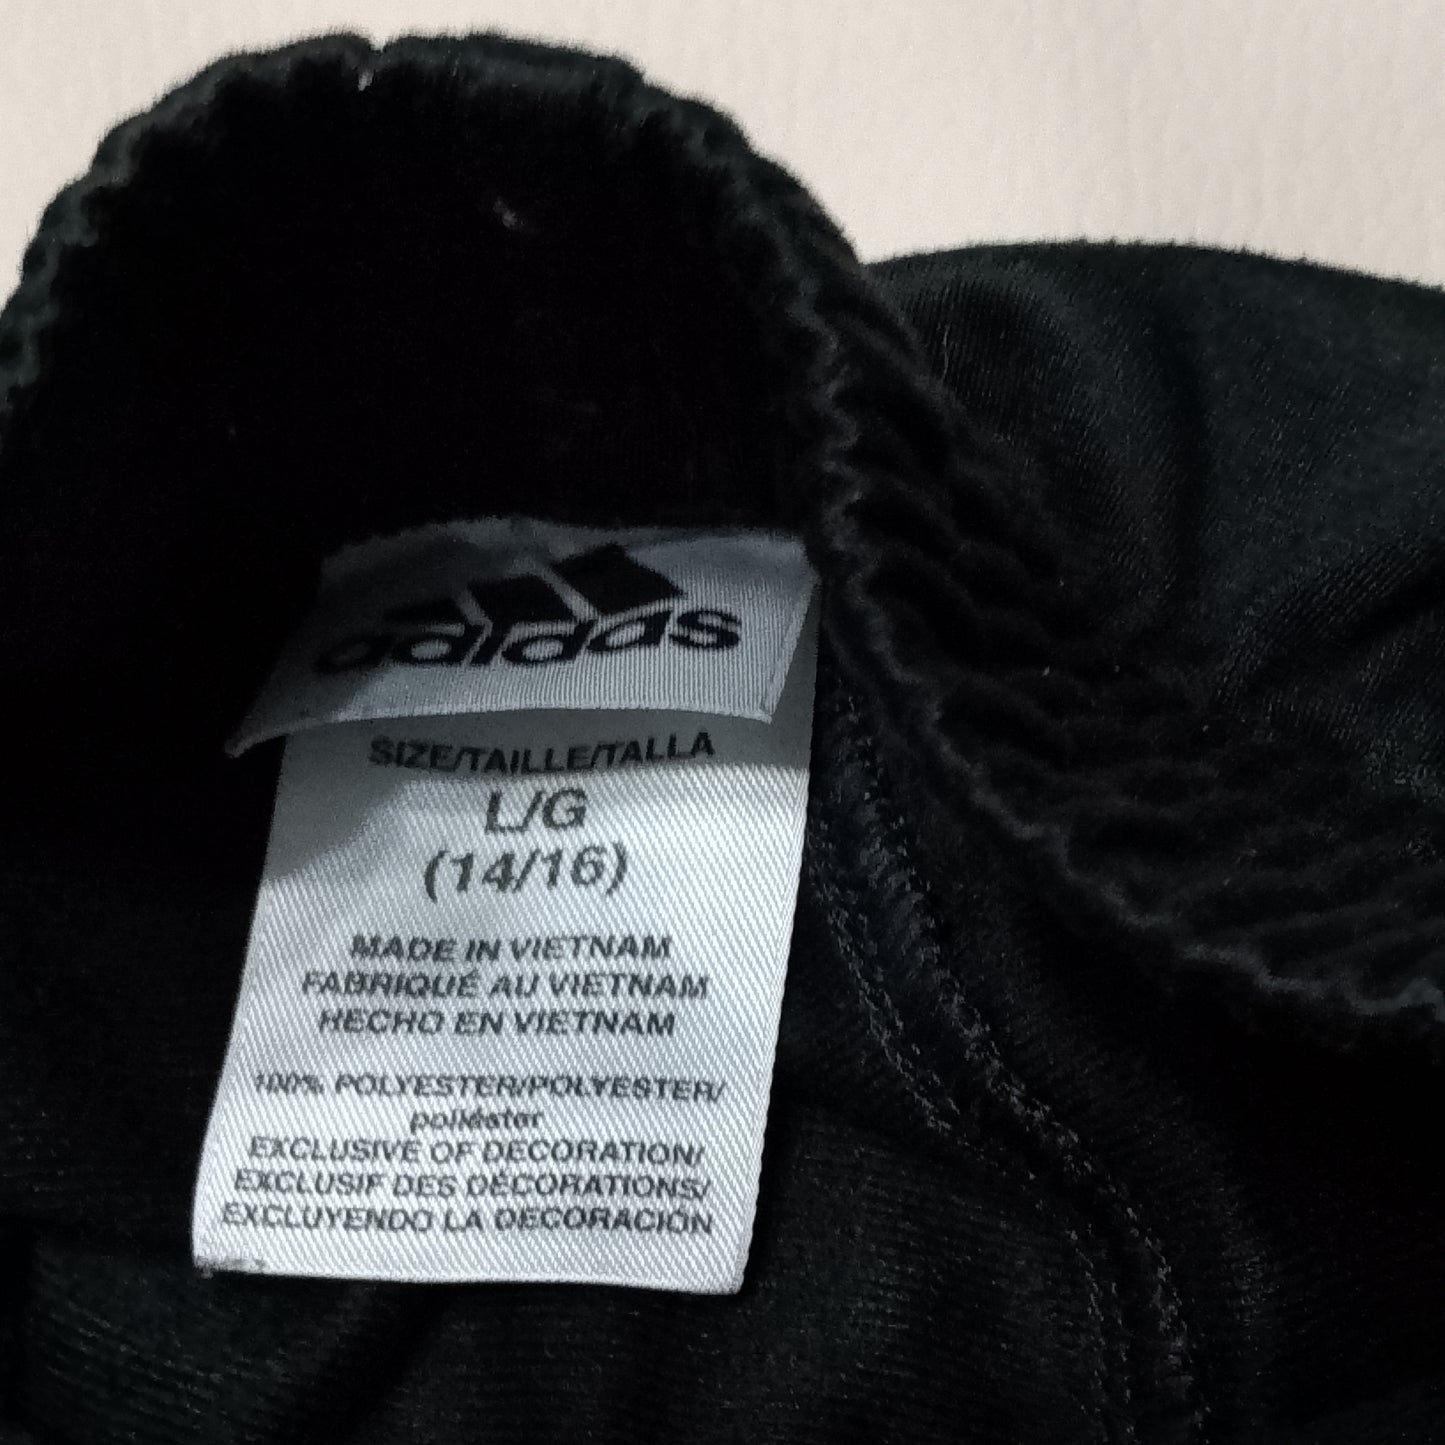 adidas
SIZE/TAILLE/TALLA
L/G
(14/16)
MADE IN VIETNAM
FABRIQUÉ AU VIETNAM
HECHO EN VIETNAM
100% POLYESTER/POLYESTER/
poliéster
EXCLUSIVE OF DECORATION/
EXCLUSIF DES DÉCORATIONS/
EXCLUYENDO LA DECORACIÓN